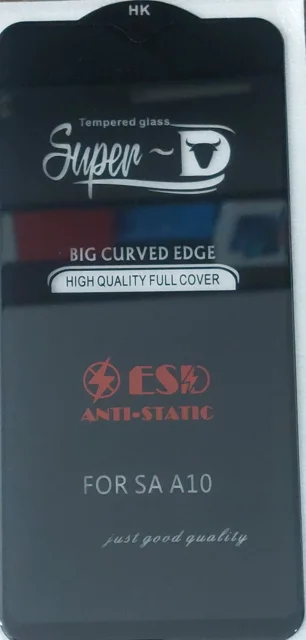 HK
Tempered glass
Super-D
BIG CURVED EDGE
HIGH QUALITY FULL COVER
ESD
ANTI-STATIC
FOR SA A10
just good quality